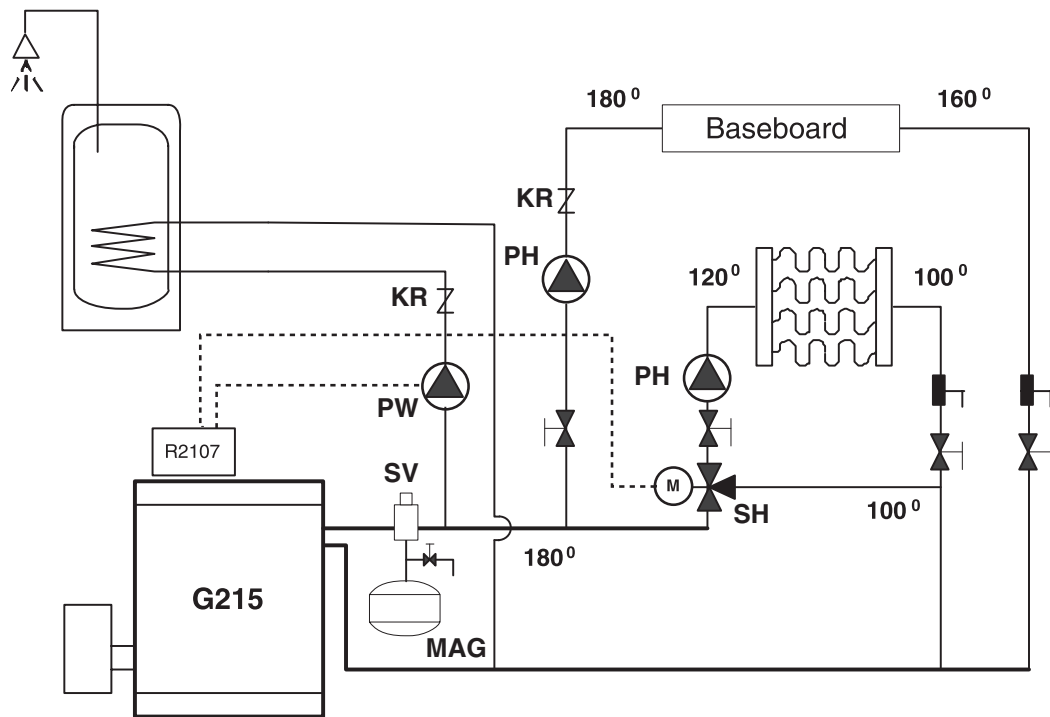 180⁰
160⁰
Baseboard
KR
PH
120⁰
100⁰
KR
PH
PW
R2107
SV
M
SH
100⁰
180⁰
G215
MAG